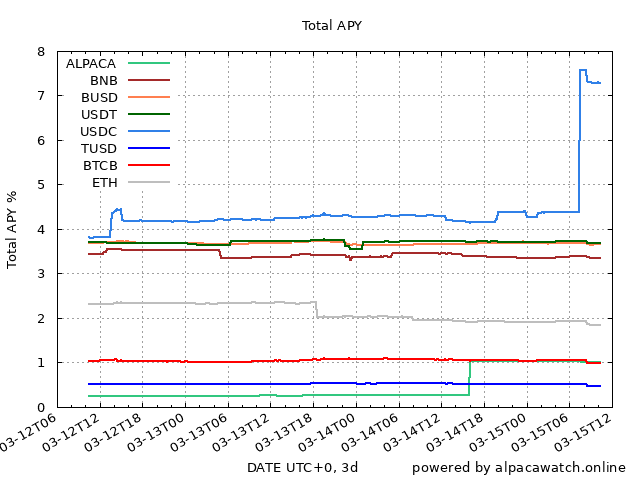 Total APY
8
7
6
5
4
3
2
1
0
Total APY %
ALPACA
BNB
BUSD
USDT
USDC
TUSD
BTCB
ETH
03-12T06
03-12T12
03-13T00
03-13T06
03-13T12
03-13T18
03-14T00
03-14T06
03-14T12
03-14T18
03-15T00
03-15T06
03-15T12
DATE UTC+0, 3d
powered by alpacawatch.online